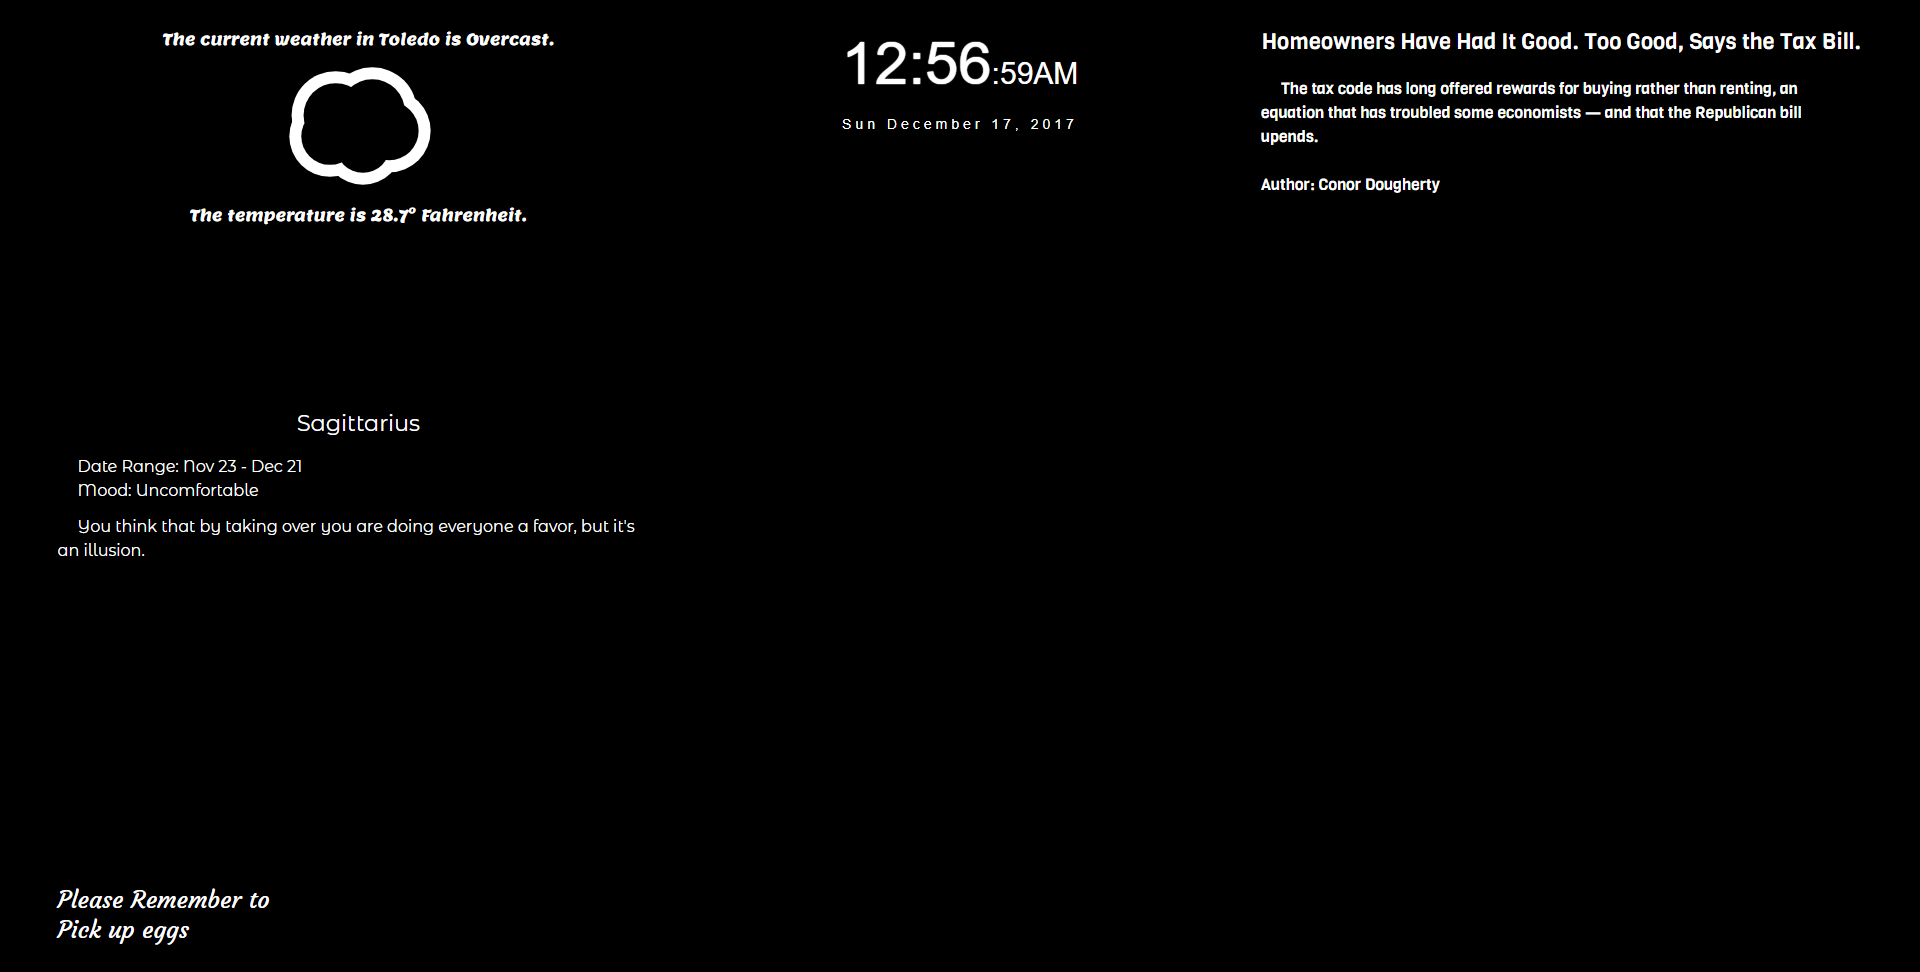 The current weather in Toledo is Overcast.
The temperature is 28.7° Fahrenheit.
12:56:59AM
Sun December 17, 2017
Homeowners Have Had It Good. Too Good, Says the Tax Bill.
The tax code has long offered rewards for buying rather than renting, an
equation that has troubled some economists — and that the Republican bill
upends.
Author: Conor Dougherty
Sagittarius
Date Range: Nov 23 - Dec 21
Mood: Uncomfortable
You think that by taking over you are doing everyone a favor, but it's
an illusion.
Please Remember to
Pick up eggs